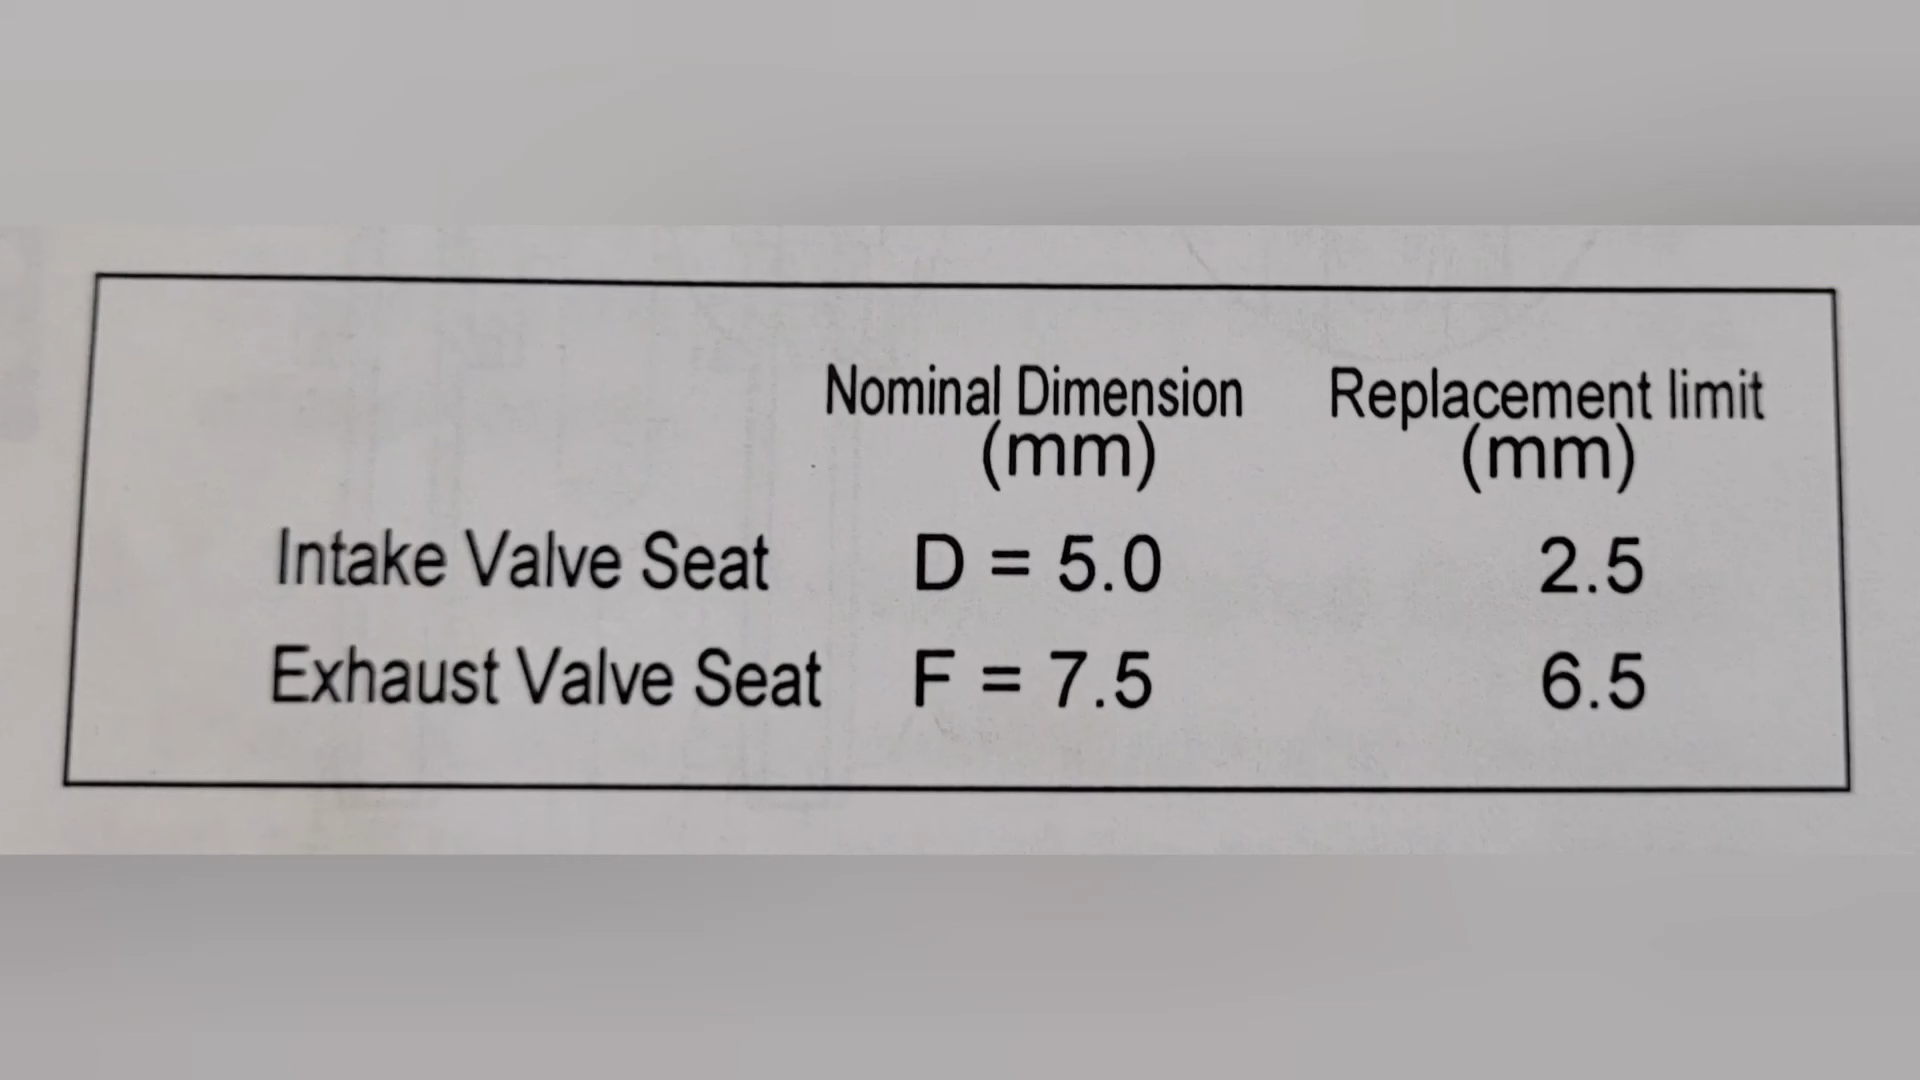 Nominal Dimension Replacement limit
(mm) (mm)
Intake Valve Seat D = 5.0 2.5
Exhaust Valve Seat F = 7.5 6.5